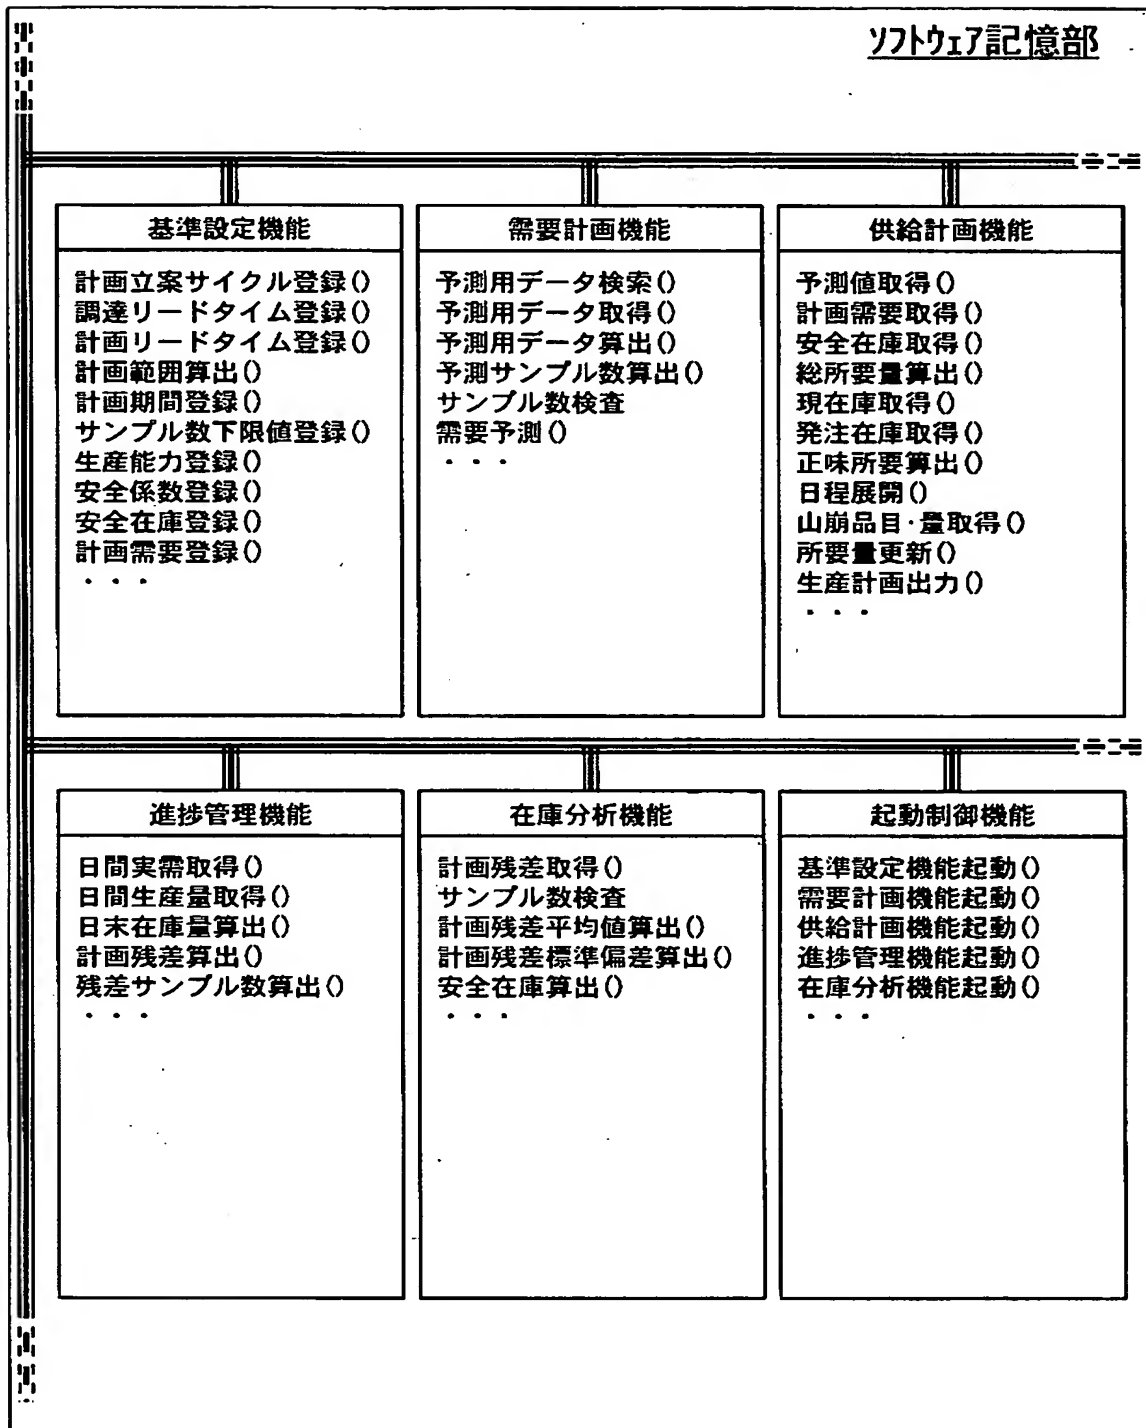 ソフトウェア記憶部
基準設定機能
計画立案サイクル登録()
調達リードタイム登録()
計画リードタイム登録()
計画範囲算出()
計画期間登録()
サンプル数下限値登録()
生産能力登録()
安全係数登録()
安全在庫登録()
計画需要登録()
・・・
需要計画機能
予測用データ検索()
予測用データ取得()
予測用データ算出()
予測サンプル数算出()
サンプル数検査
需要予測()
・・・
供給計画機能
予測値取得()
計画需要取得()
安全在庫取得()
総所要量算出()
現在庫取得()
発注在庫取得()
正味所要算出()
日程展開()
山崩品目・量取得()
所要量更新()
生産計画出力()
・・・
進捗管理機能
日間実需取得()
日間生産量取得()
日末在庫量算出()
計画残差算出()
残差サンプル数算出()
・・・
在庫分析機能
計画残差取得()
サンプル数検査
計画残差平均値算出()
計画残差標準偏差算出()
安全在庫算出()
・・・
起動制御機能
基準設定機能起動()
需要計画機能起動()
供給計画機能起動()
進捗管理機能起動()
在庫分析機能起動()
・・・